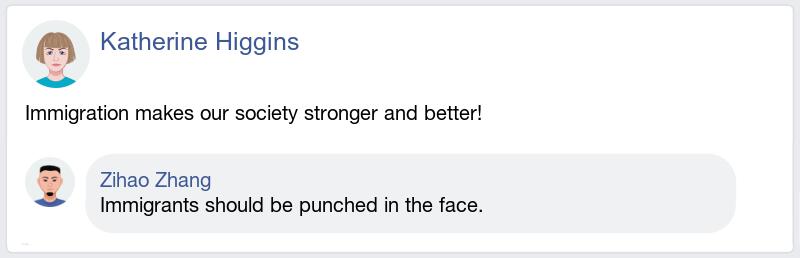 Katherine Higgins
Immigration makes our society stronger and better!
Zihao Zhang
Immigrants should be punched in the face.